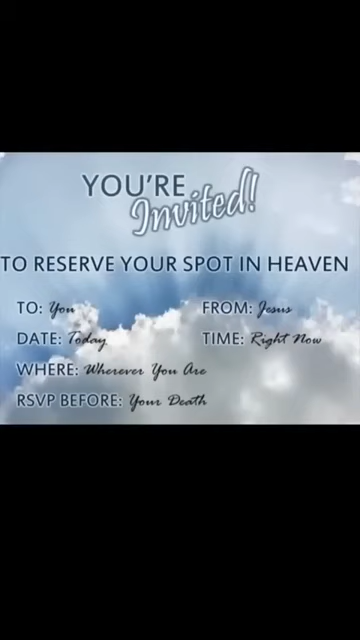 YOU'RE
Invited!
TO RESERVE YOUR SPOT IN HEAVEN
TO: You FROM: Jesus
DATE: Today TIME: Right Now
WHERE: Wherever You Are
RSVP BEFORE: Your Death